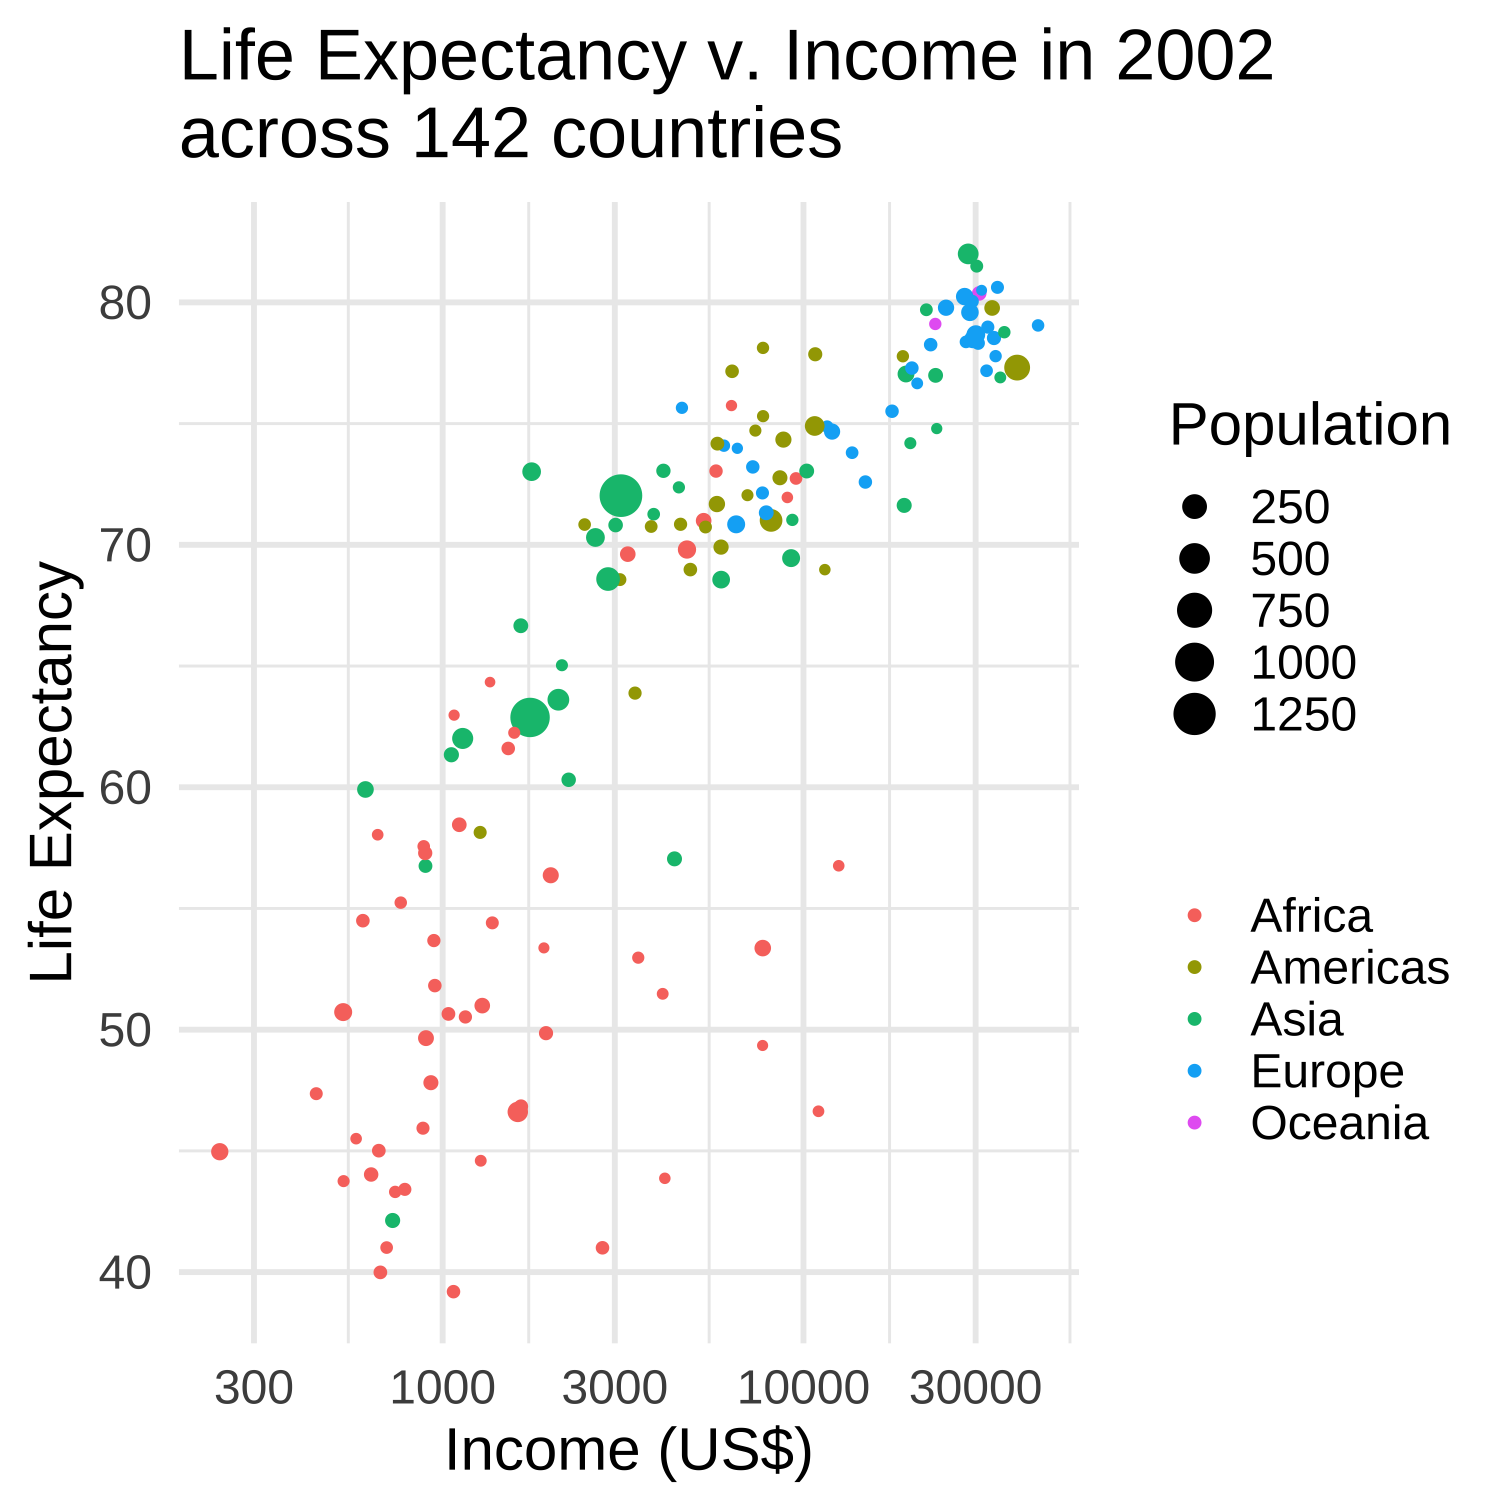 Life Expectancy v. Income in 2002
across 142 countries
Life Expectancy
80
70
60
50
40
300 1000 3000 10000 30000
Income (US$)
Population
250
500
750
1000
1250
Africa
Americas
Asia
Europe
Oceania